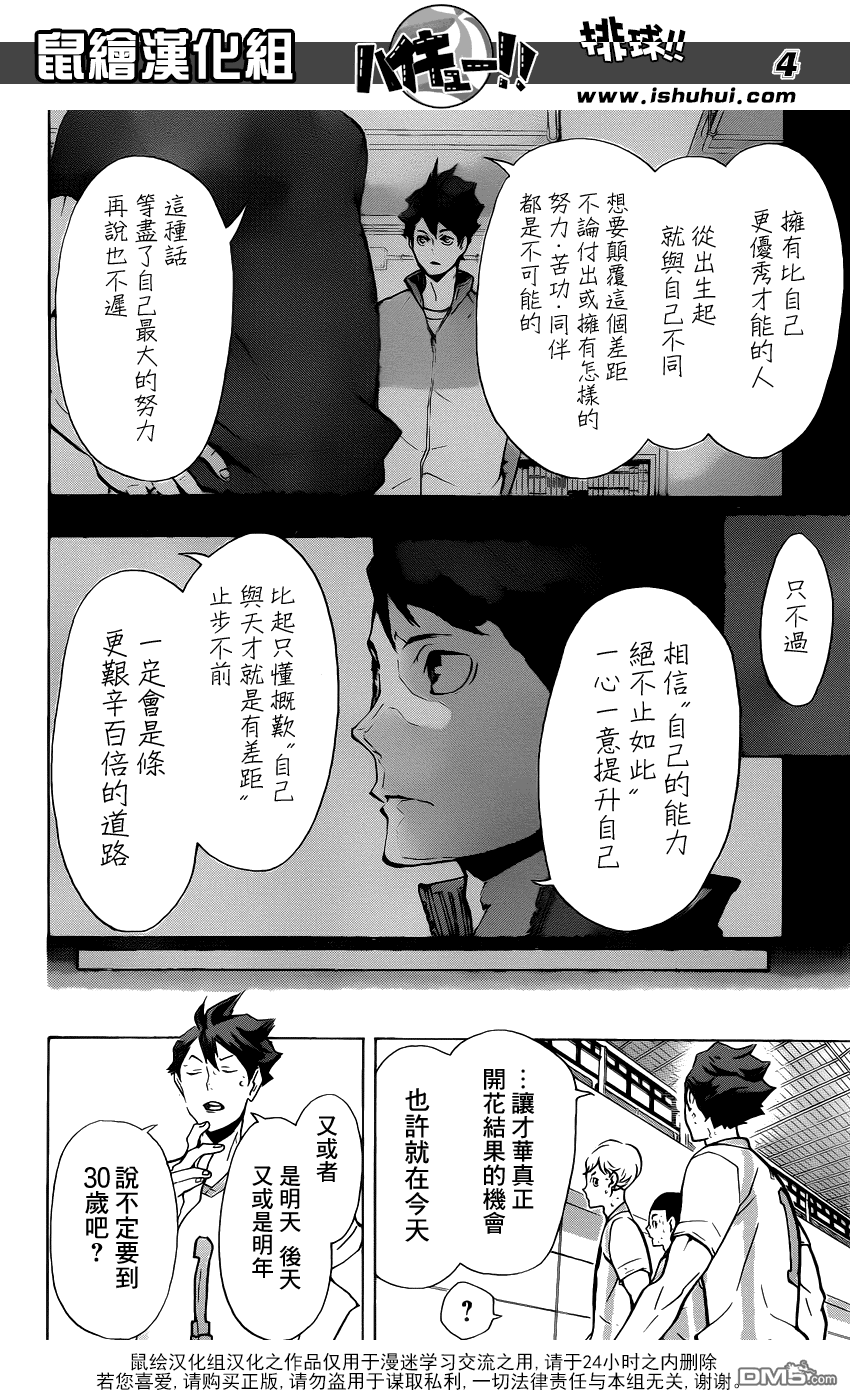 鼠繪漢化組
ハイキュー!!
排球!!
4
www.ishuhui.com
擁有比自己
更優秀才能的人
從出生起
就與自己不同
想要顛覆這個差距
不論付出或擁有怎樣的
努力·苦功·同伴
都是不可能的
這種話
等盡了自己最大的努力
再說也不遲
只不過
相信"自己的能力
絕不止如此"
一心一意提升自己
比起只懂概歎"自己
與天才就是有差距"
止步不前
一定會是條
更艱辛百倍的道路
…讓才華真正
開花結果的機會
也許就在今天
?
又或者
是明天 後天
又或是明年
說不定要到
30歲吧?
鼠绘汉化组汉化之作品仅用于漫迷学习交流之用, 请于24小时之内删除
若您喜爱, 请购买正版, 请勿盗用于谋取私利, 一切法律责任与本组无关, 谢谢。
DM5.com